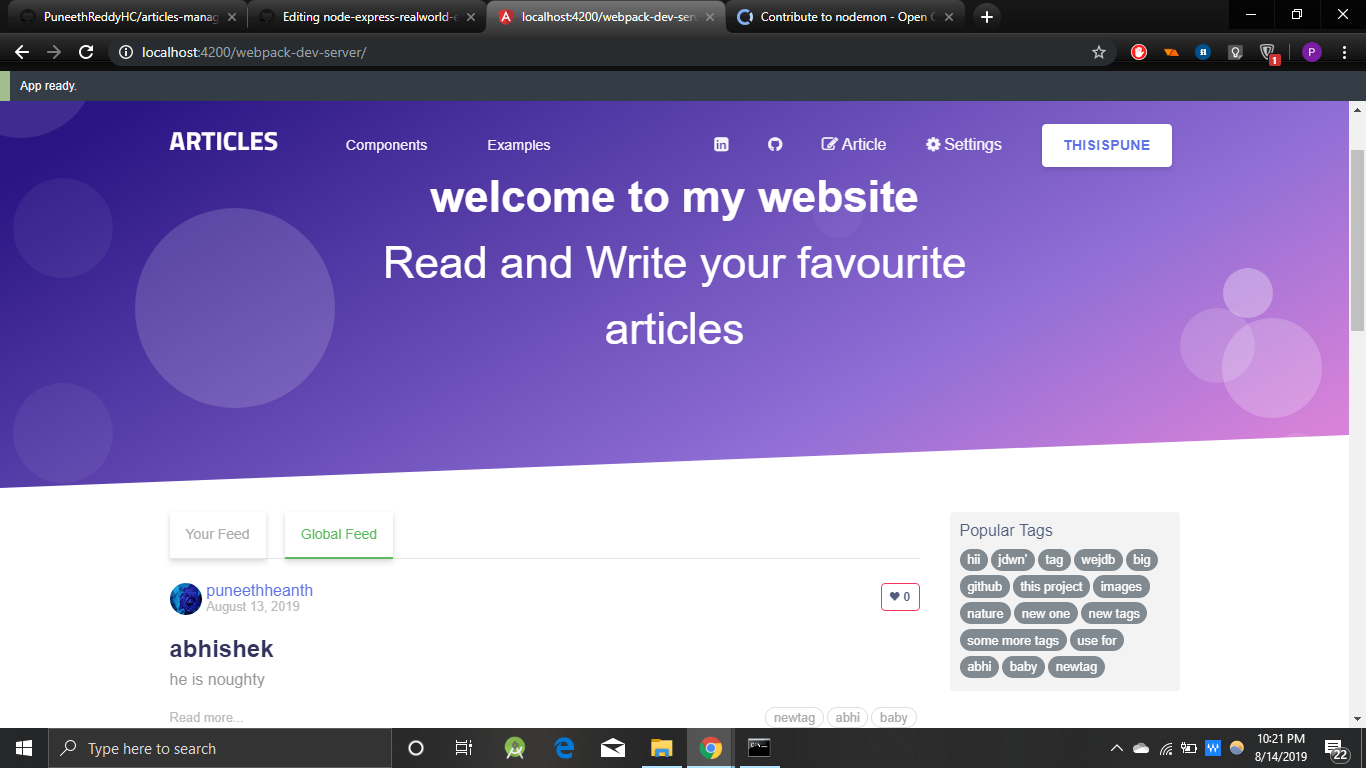 PuneethReddyHC/articles-manag
Editing node-express-realworld-e
localhost:4200/webpack-dev-serv
Contribute to nodemon - Open C
localhost:4200/webpack-dev-server/
1
P
App ready.
ARTICLES
Components
Examples
Article
Settings
THISISPUNE
welcome to my website
Read and Write your favourite
articles
Your Feed
Global Feed
Popular Tags
hii jdwn' tag wejdb big
github this project images
nature new one new tags
some more tags use for
abhi baby newtag
puneethheanth
August 13, 2019
0
abhishek
he is noughty
Read more...
newtag abhi baby
Type here to search
10:21 PM
8/14/2019
22